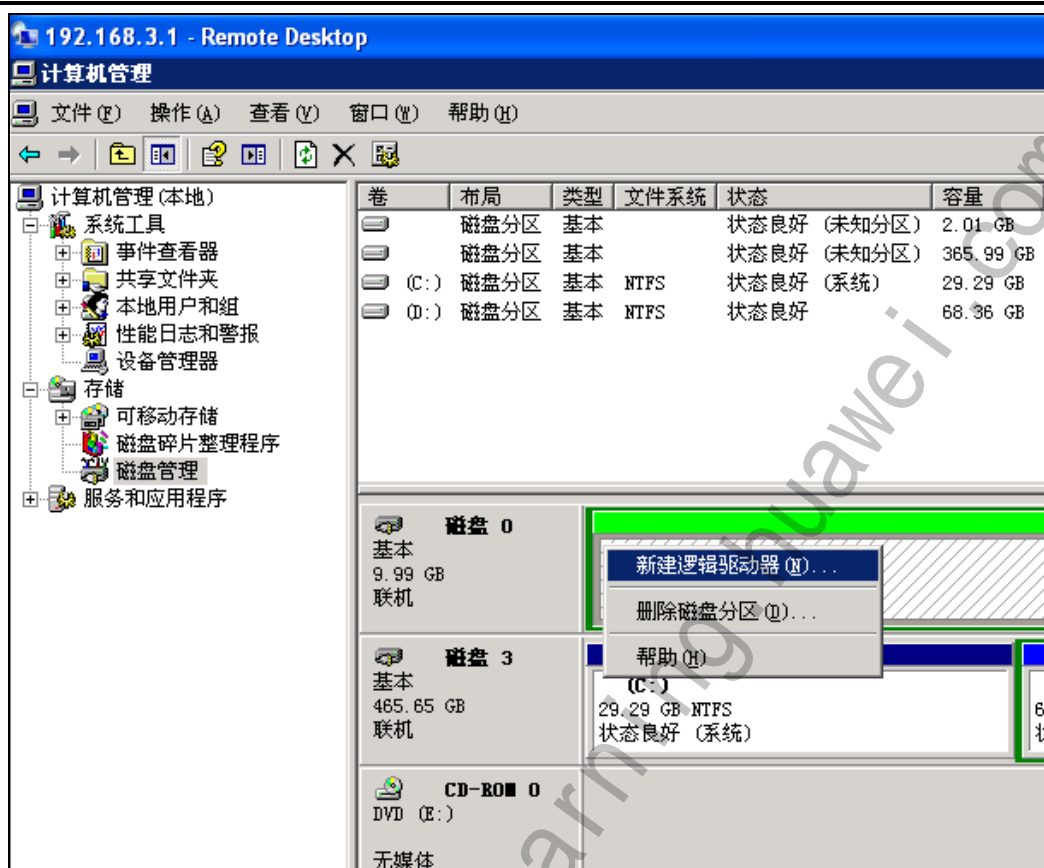 192.168.3.1 - Remote Desktop
计算机管理
文件(F) 操作(A) 查看(V) 窗口(W) 帮助(H)
计算机管理(本地)
系统工具
事件查看器
共享文件夹
本地用户和组
性能日志和警报
设备管理器
存储
可移动存储
磁盘碎片整理程序
磁盘管理
服务和应用程序
卷 布局 类型 文件系统 状态 容量
磁盘分区 基本 状态良好 (未知分区) 2.01 GB
磁盘分区 基本 状态良好 (未知分区) 365.99 GB
(C:) 磁盘分区 基本 NTFS 状态良好 (系统) 29.29 GB
(D:) 磁盘分区 基本 NTFS 状态良好 68.36 GB
磁盘 0
基本
9.99 GB
联机
新建逻辑驱动器(N)...
删除磁盘分区(D)...
帮助(H)
磁盘 3
基本
465.65 GB
联机
(C:)
29.29 GB NTFS
状态良好 (系统)
6
CD-ROM 0
DVD (E:)
无媒体
arning.huawei.com